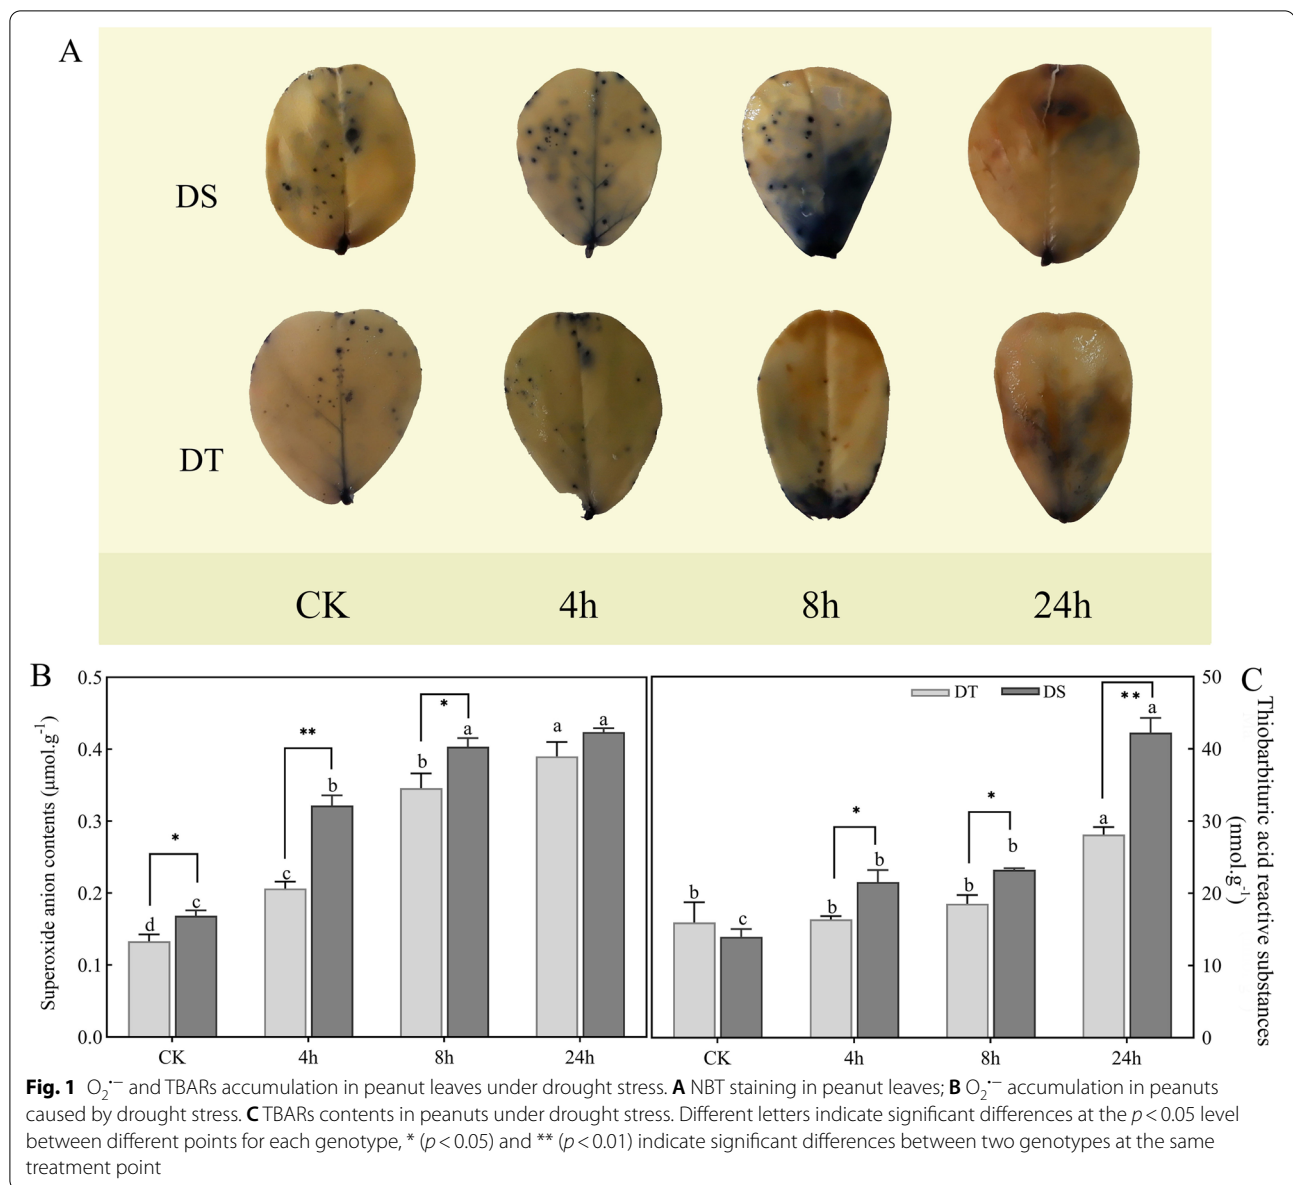 A
DS
DT
CK 4h 8h 24h
B
Superoxide anion contents (μmol.g⁻¹)
0.5
0.4
0.3
0.2
0.1
0.0
d c * c b ** b a * a a
CK 4h 8h 24h
C
DT DS
b c b b * b b * a a **
CK 4h 8h 24h
50
40
30
20
10
0
Thiobarbituric acid reactive substances
(nmol.g⁻¹)
Fig. 1 O₂•− and TBARs accumulation in peanut leaves under drought stress. A NBT staining in peanut leaves; B O₂•− accumulation in peanuts
caused by drought stress. C TBARs contents in peanuts under drought stress. Different letters indicate significant differences at the p < 0.05 level
between different points for each genotype, * (p < 0.05) and ** (p < 0.01) indicate significant differences between two genotypes at the same
treatment point